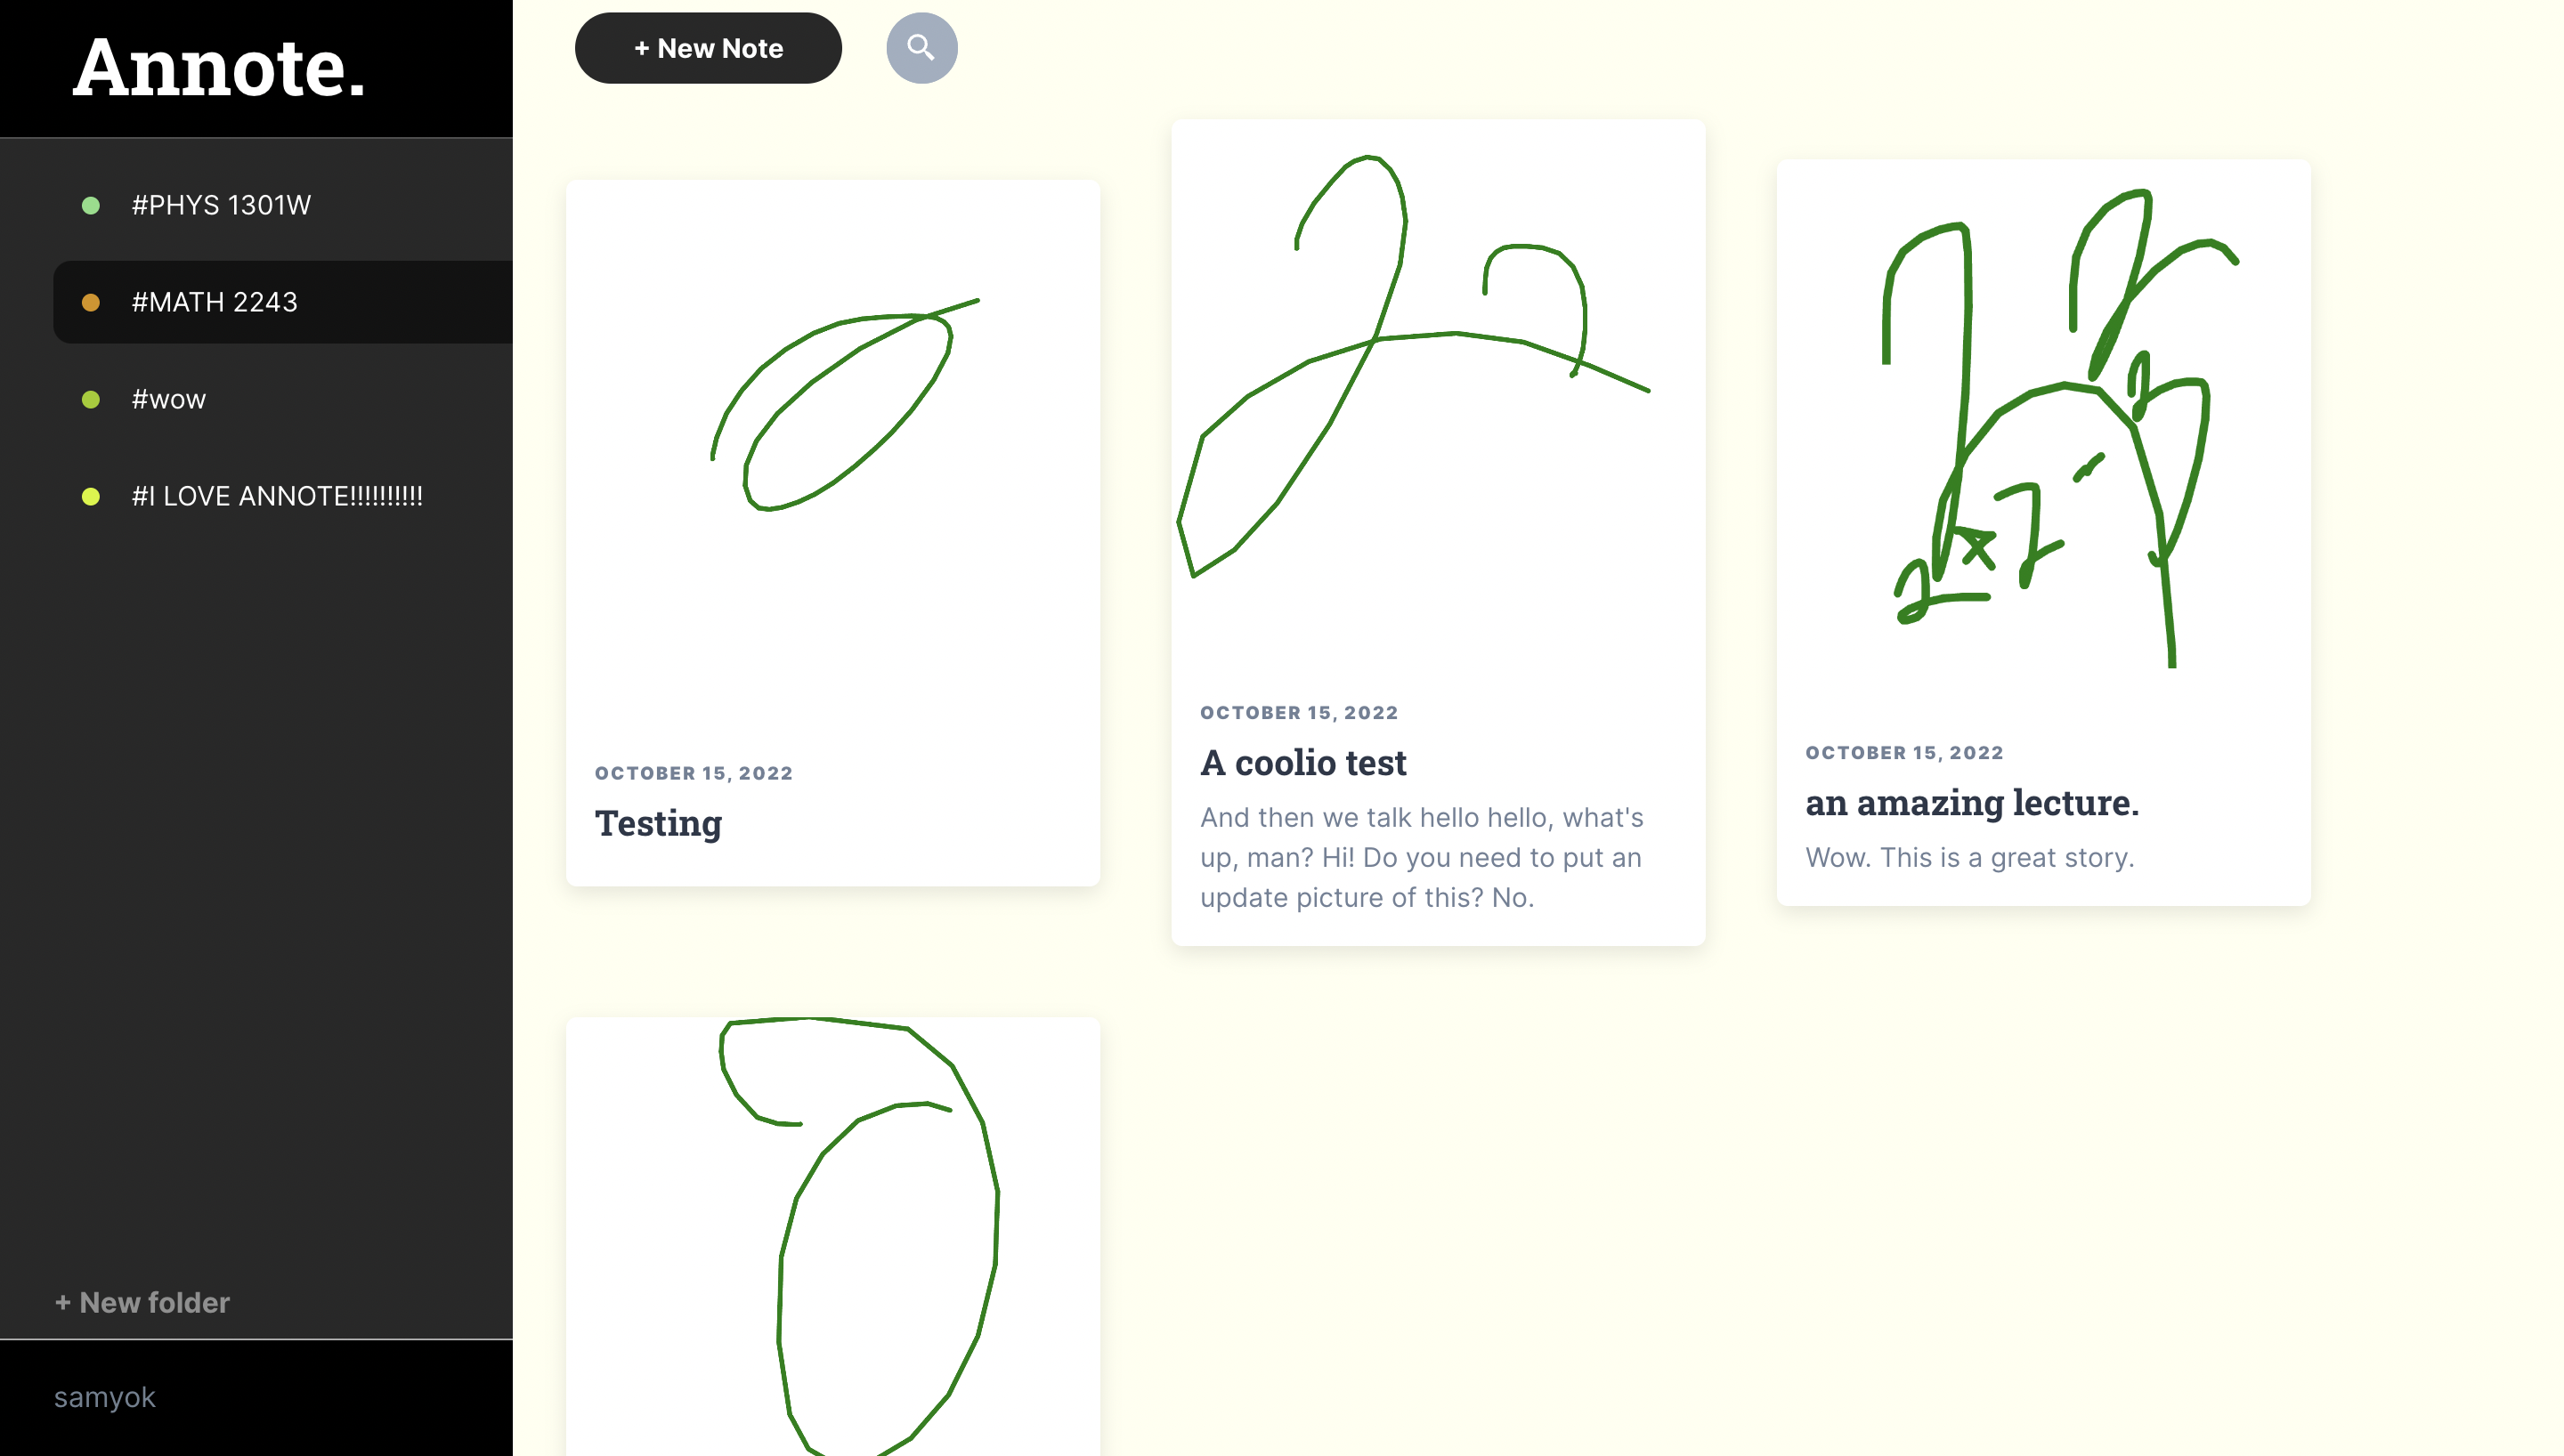 Annote.
+ New Note
#PHYS 1301W
#MATH 2243
#wow
#I LOVE ANNOTE!!!!!!!!!!
+ New folder
samyok
OCTOBER 15, 2022
Testing
OCTOBER 15, 2022
A coolio test
And then we talk hello hello, what's
up, man? Hi! Do you need to put an
update picture of this? No.
2x2
OCTOBER 15, 2022
an amazing lecture.
Wow. This is a great story.